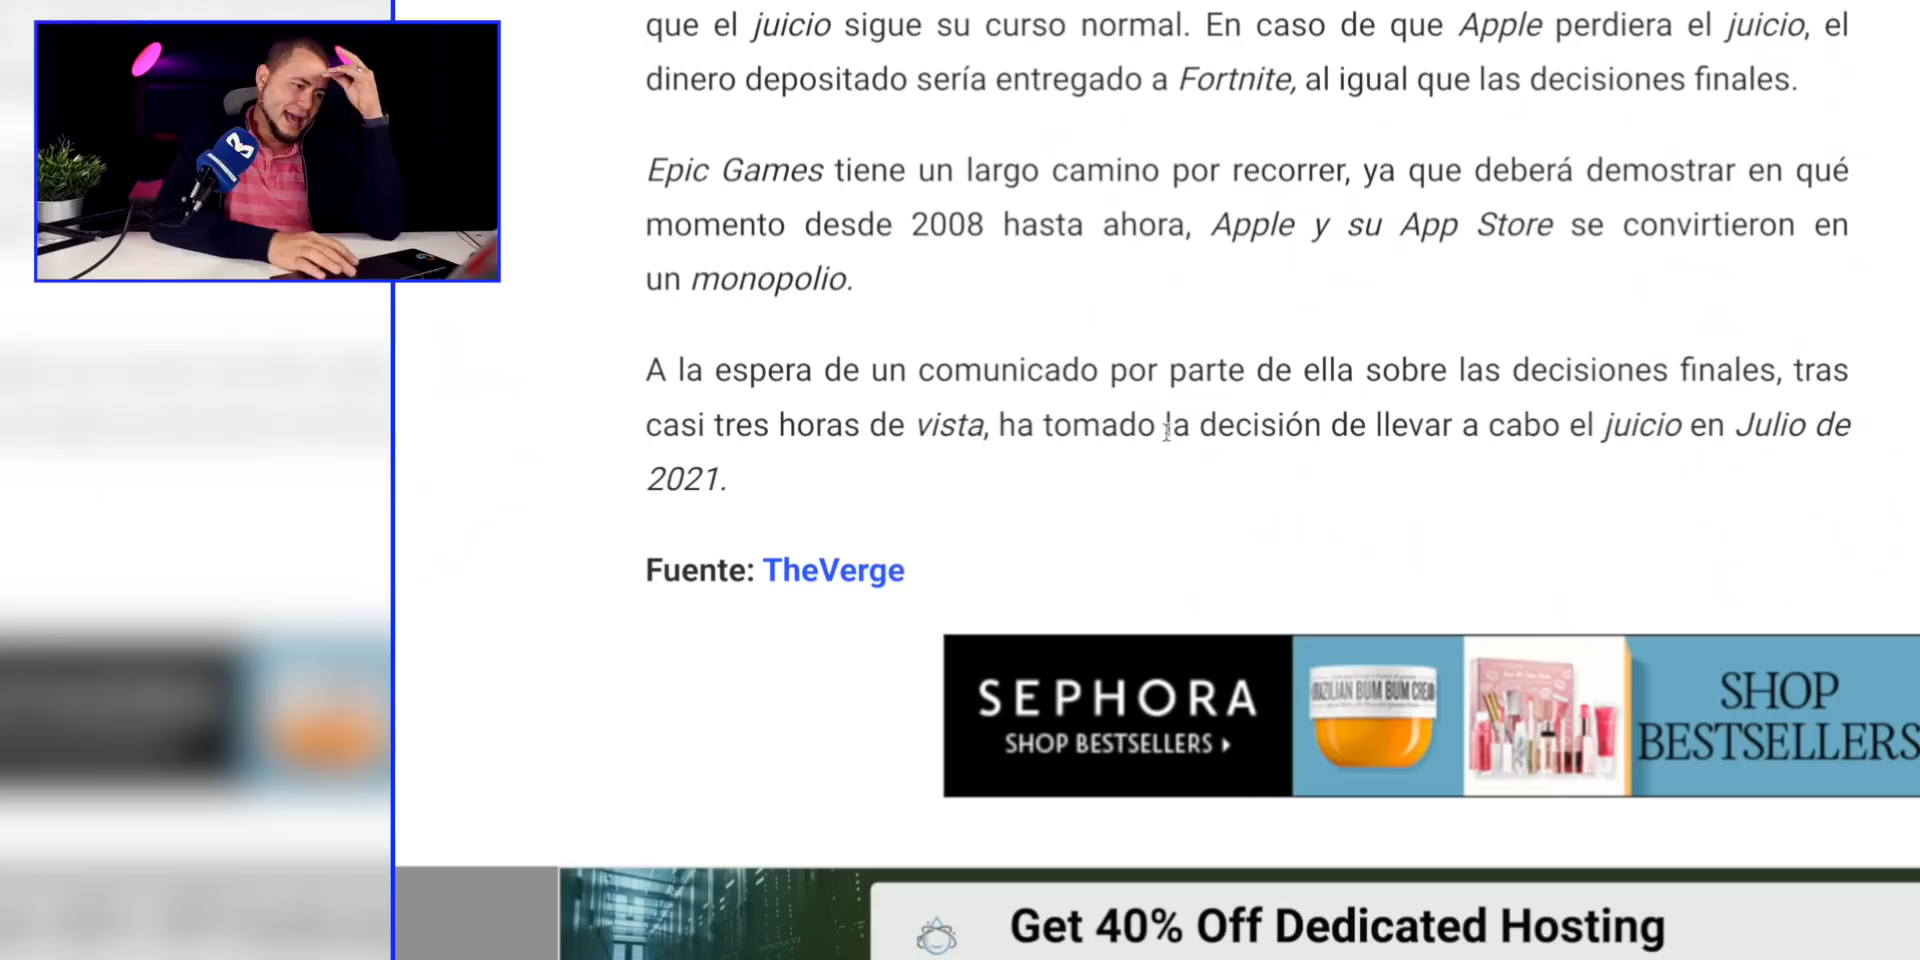 que el juicio sigue su curso normal. En caso de que Apple perdiera el juicio, el
dinero depositado sería entregado a Fortnite, al igual que las decisiones finales.
Epic Games tiene un largo camino por recorrer, ya que deberá demostrar en qué
momento desde 2008 hasta ahora, Apple y su App Store se convirtieron en
un monopolio.
A la espera de un comunicado por parte de ella sobre las decisiones finales, tras
casi tres horas de vista, ha tomado la decisión de llevar a cabo el juicio en Julio de
2021.
Fuente: TheVerge
SEPHORA
SHOP BESTSELLERS
BRAZILIAN BUM BUM CREAM
SHOP
BESTSELLERS
Get 40% Off Dedicated Hosting